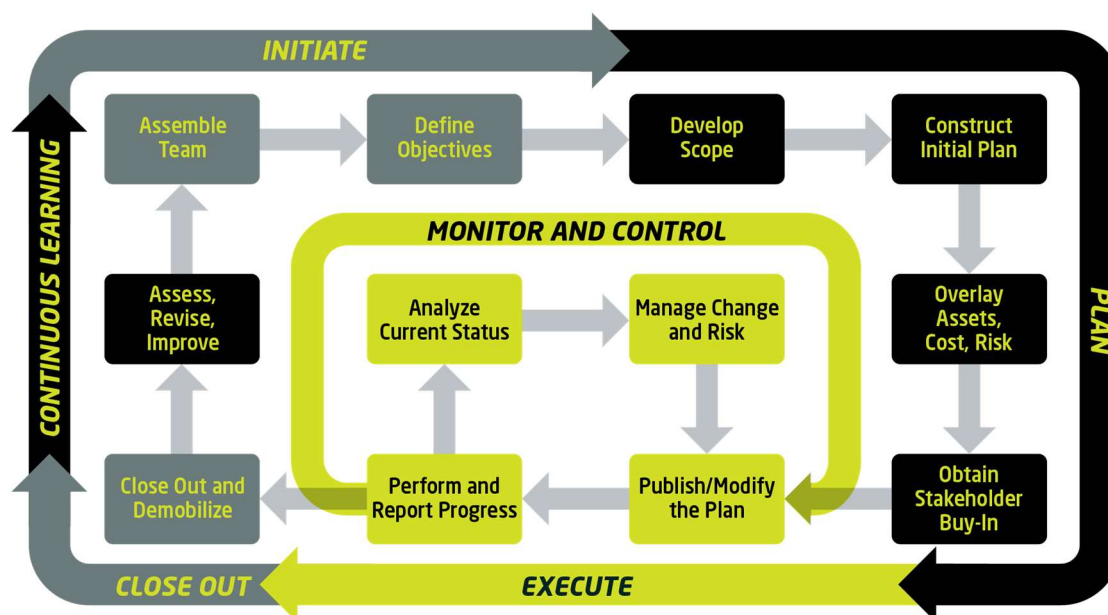 INITIATE
Assemble
Team
Define
Objectives
Develop
Scope
Construct
Initial Plan
CONTINUOUS LEARNING
MONITOR AND CONTROL
PLAN
Assess,
Revise,
Improve
Analyze
Current Status
Manage Change
and Risk
Overlay
Assets,
Cost, Risk
Close Out and
Demobilize
Perform and
Report Progress
Publish/Modify
the Plan
Obtain
Stakeholder
Buy-In
CLOSE OUT
EXECUTE